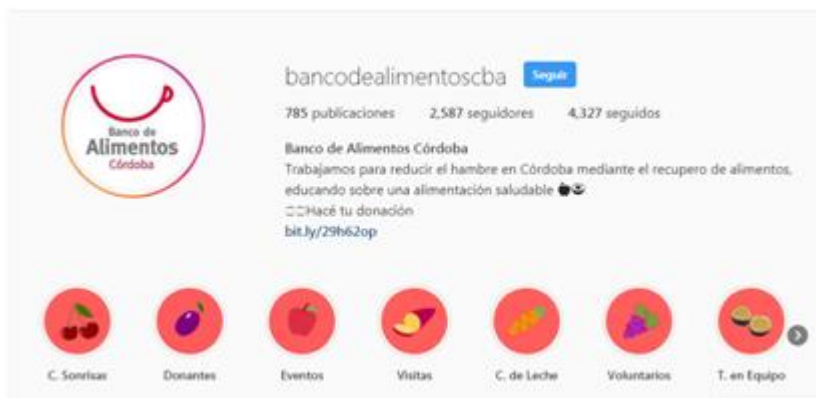 bancodealimentoscba Seguir
785 publicaciones 2,587 seguidores 4,327 seguidos
Banco de
Alimentos
Córdoba
Banco de Alimentos Córdoba
Trabajamos para reducir el hambre en Córdoba mediante el recupero de alimentos,
educando sobre una alimentación saludable
Hacé tu donación
bit.ly/29h62op
C. Sonrisas Donantes Eventos Visitas C. de Leche Voluntarios T. en Equipo